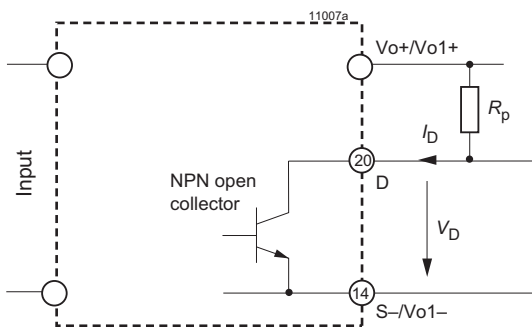 11007a
Vo+/Vo1+
Rp
ID
20
D
Input
NPN open
collector
VD
14
S–/Vo1–